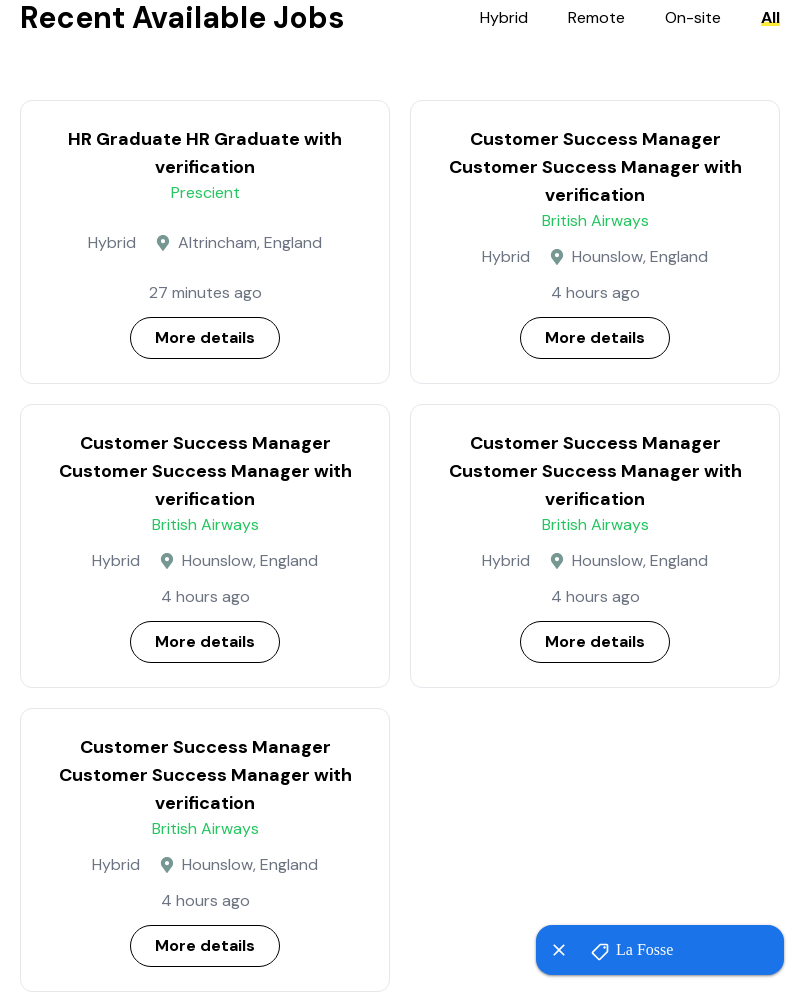 Recent Available Jobs
Hybrid Remote On-site All
HR Graduate HR Graduate with
verification
Prescient
Hybrid Altrincham, England
27 minutes ago
More details
Customer Success Manager
Customer Success Manager with
verification
British Airways
Hybrid Hounslow, England
4 hours ago
More details
Customer Success Manager
Customer Success Manager with
verification
British Airways
Hybrid Hounslow, England
4 hours ago
More details
Customer Success Manager
Customer Success Manager with
verification
British Airways
Hybrid Hounslow, England
4 hours ago
More details
Customer Success Manager
Customer Success Manager with
verification
British Airways
Hybrid Hounslow, England
4 hours ago
More details
La Fosse